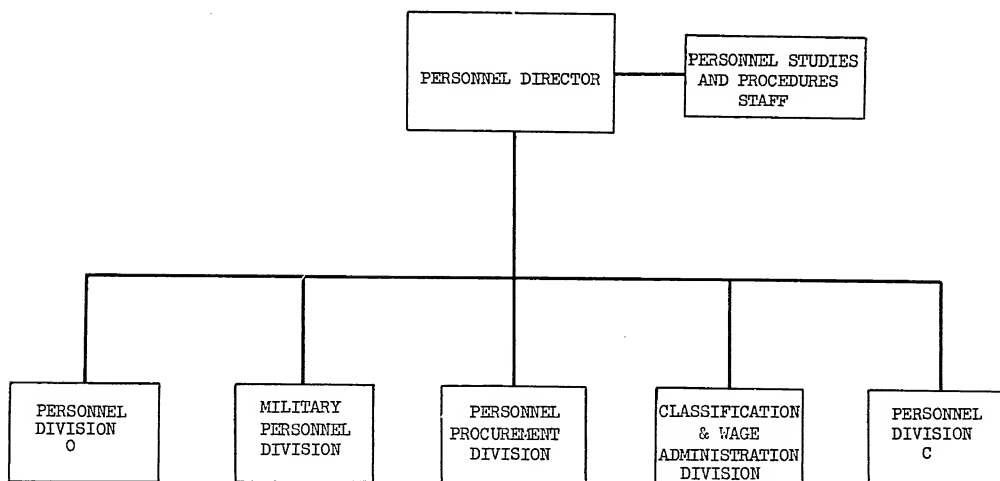 PERSONNEL DIRECTOR
PERSONNEL STUDIES
AND PROCEDURES
STAFF
PERSONNEL
DIVISION
O
MILITARY
PERSONNEL
DIVISION
PERSONNEL
PROCUREMENT
DIVISION
CLASSIFICATION
& WAGE
ADMINISTRATION
DIVISION
PERSONNEL
DIVISION
C